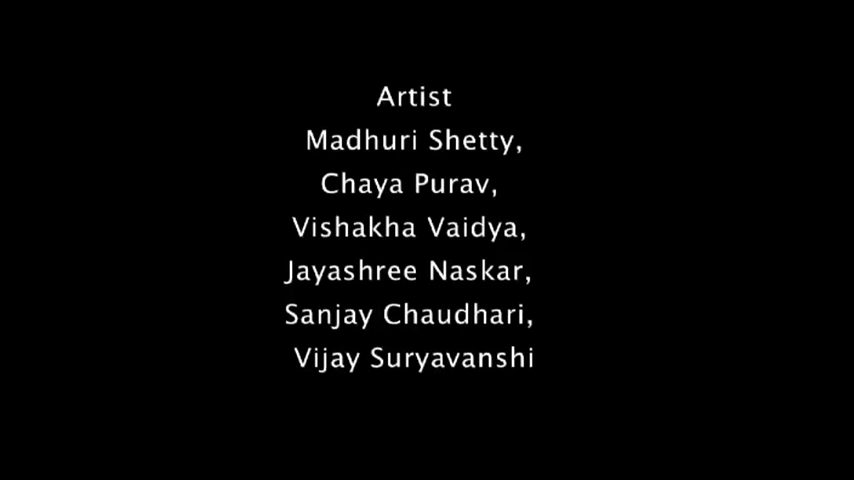 Artist
Madhuri Shetty,
Chaya Purav,
Vishakha Vaidya,
Jayashree Naskar,
Sanjay Chaudhari,
Vijay Suryavanshi